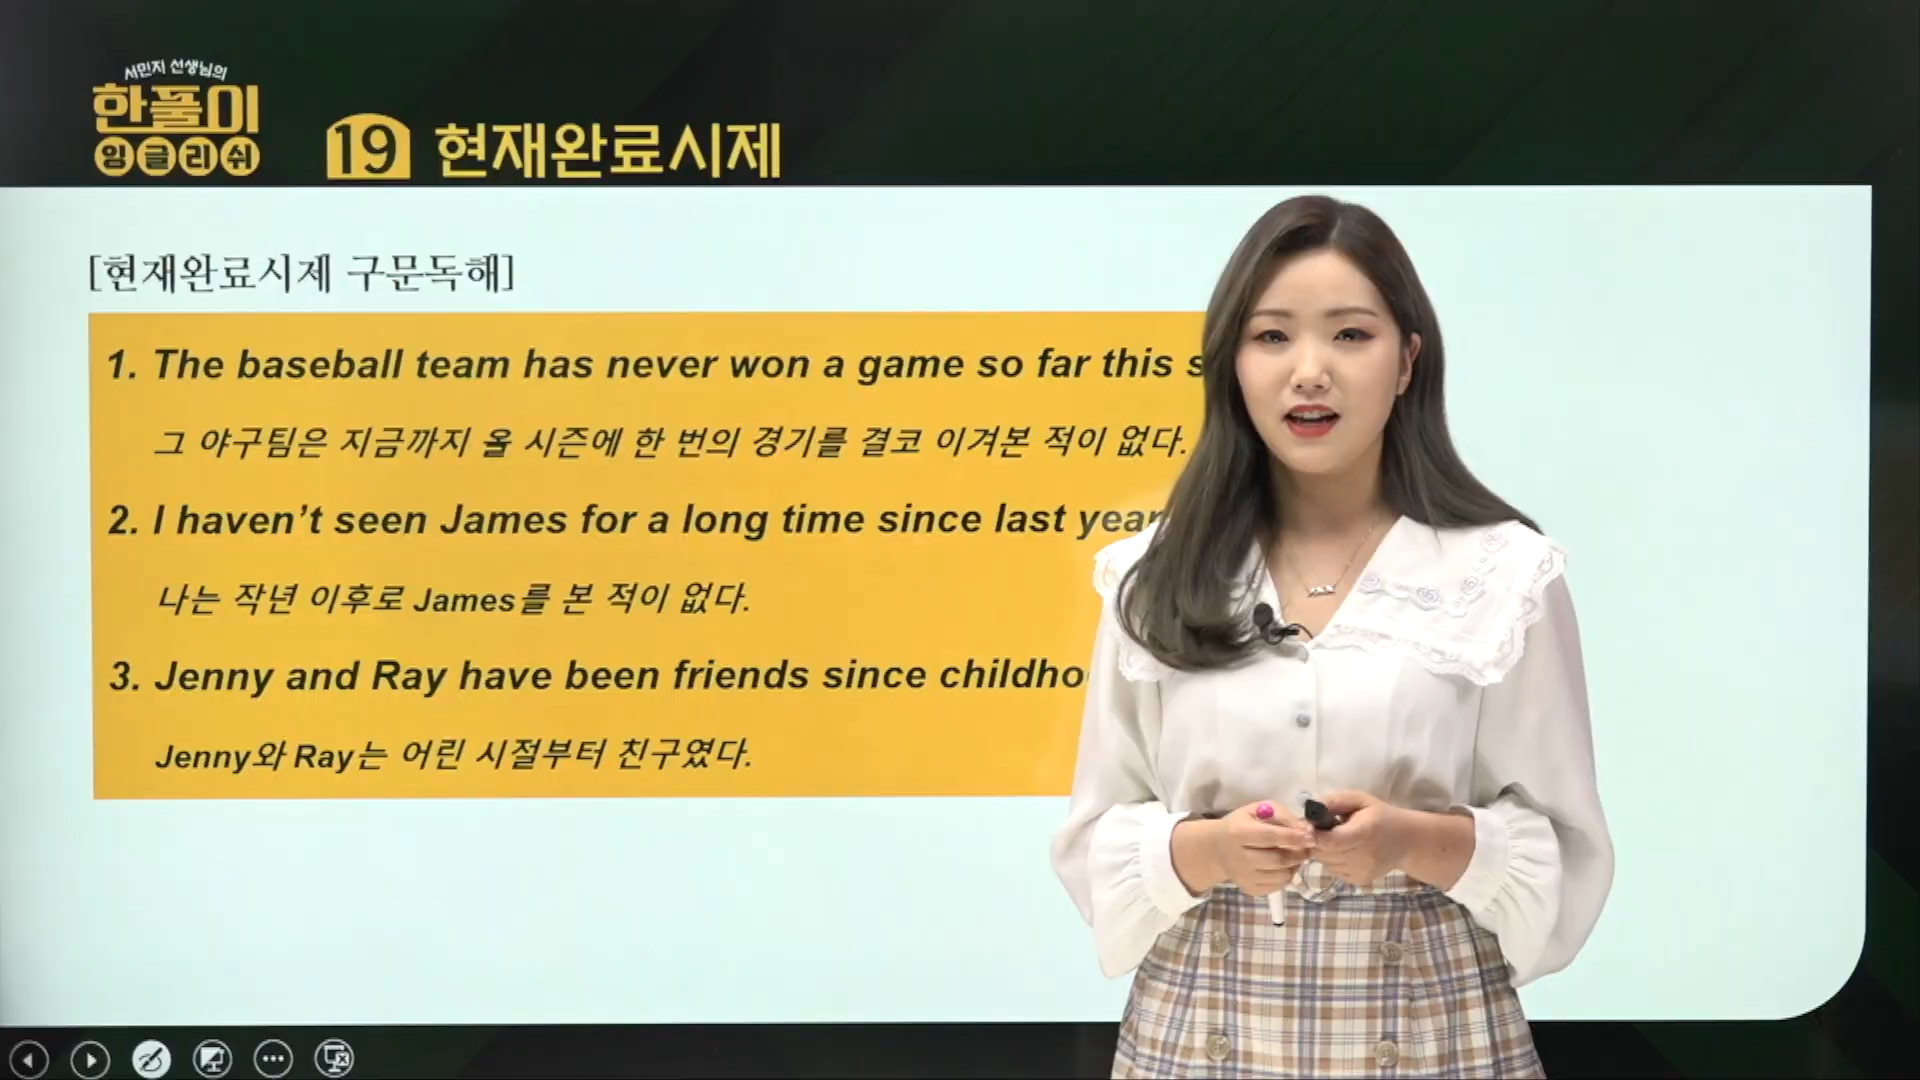 서민지 선생님의
한풀이
잉글리쉬
19 현재완료시제
[현재완료시제 구문독해]
1. The baseball team has never won a game so far this
그 야구팀은 지금까지 올 시즌에 한 번의 경기를 결코 이겨본 적이 없다.
2. I haven’t seen James for a long time since last year
나는 작년 이후로 James를 본 적이 없다.
3. Jenny and Ray have been friends since
Jenny와 Ray는 어린 시절부터 친구였다.